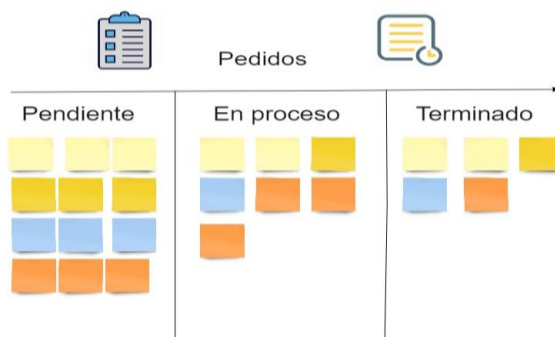 Pedidos
Pendiente
En proceso
Terminado